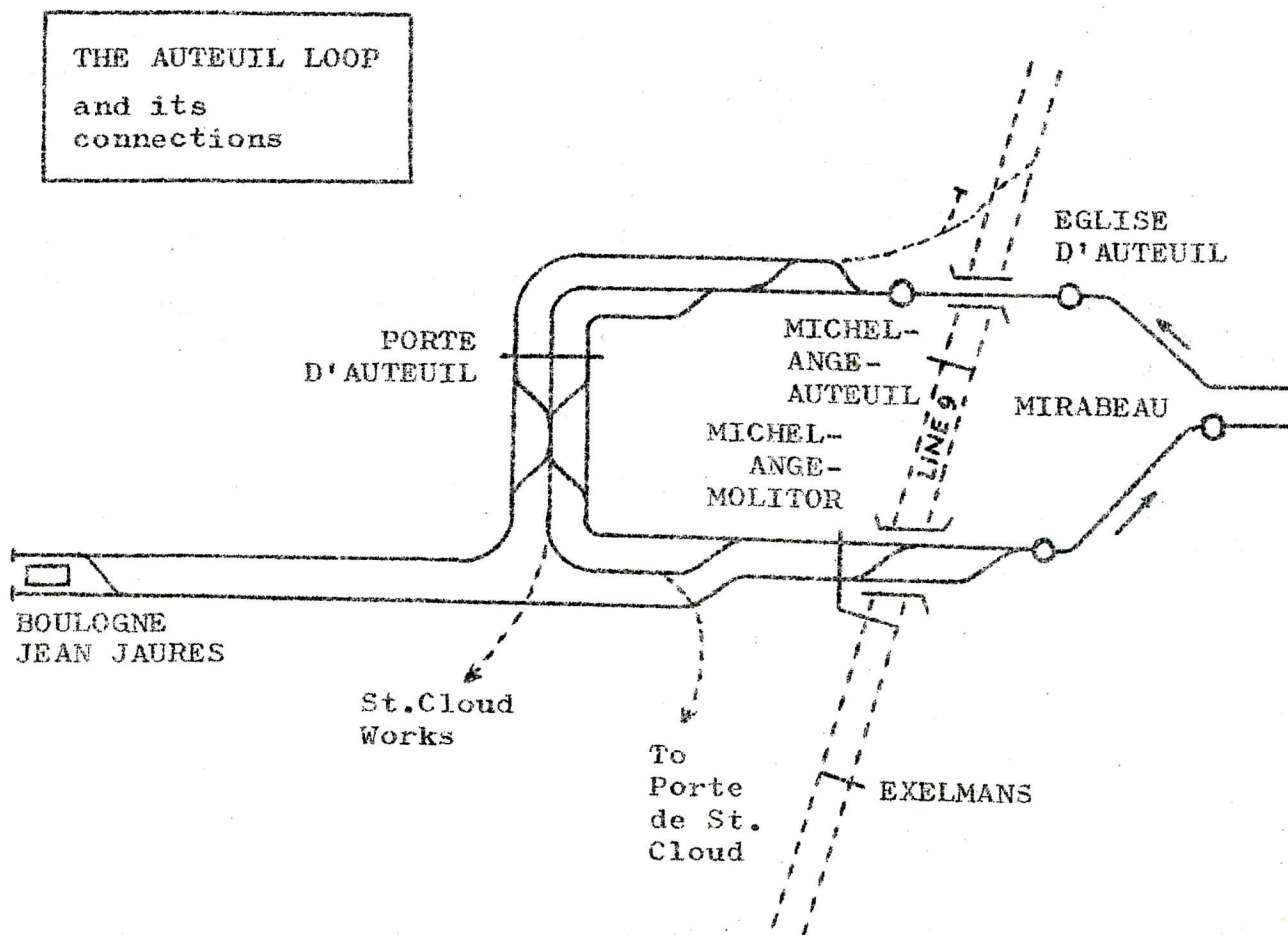 THE AUTEUIL LOOP
and its
connections
EGLISE
D'AUTEUIL
PORTE
D'AUTEUIL
MICHEL-
ANGE-
AUTEUIL
LINE 9
MIRABEAU
MICHEL-
ANGE-
MOLITOR
BOULOGNE
JEAN JAURES
St.Cloud
Works
To
Porte
de St.
Cloud
EXELMANS